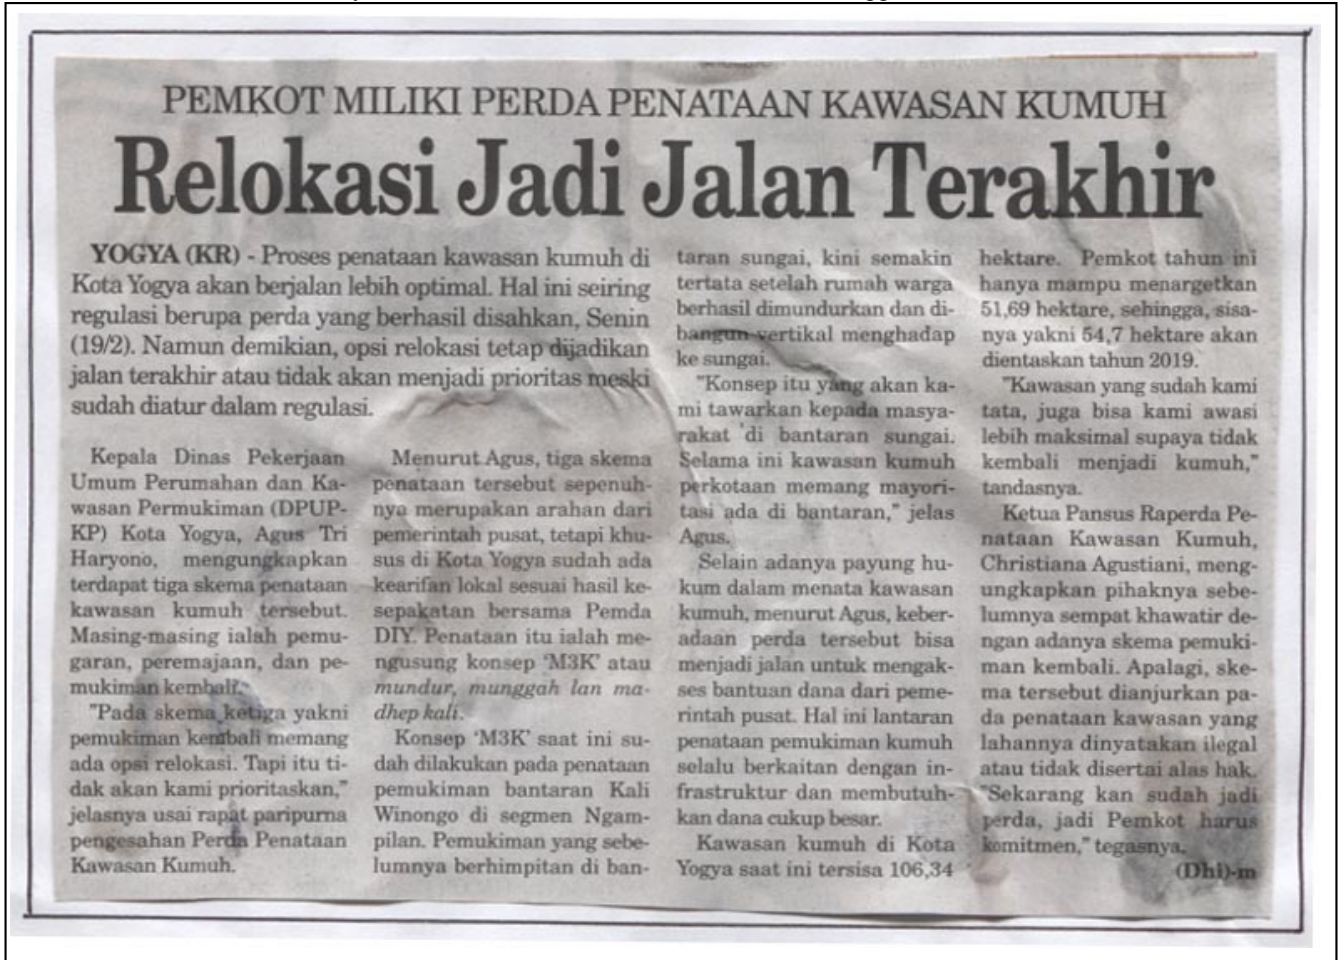 PEMKOT MILIKI PERDA PENATAAN KAWASAN KUMUH
Relokasi Jadi Jalan Terakhir
YOGYA (KR) - Proses penataan kawasan kumuh di
Kota Yogya akan berjalan lebih optimal. Hal ini seiring
regulasi berupa perda yang berhasil disahkan, Senin
(19/2). Namun demikian, opsi relokasi tetap dijadikan
jalan terakhir atau tidak akan menjadi prioritas meski
sudah diatur dalam regulasi.
Kepala Dinas Pekerjaan
Umum Perumahan dan Ka-
wasan Permukiman (DPUP-
KP) Kota Yogya, Agus Tri
Haryono, mengungkapkan
terdapat tiga skema penataan
kawasan kumuh tersebut.
Masing-masing ialah pemu-
garan, peremajaan, dan pe-
mukiman kembali.
"Pada skema ketiga yakni
pemukiman kembali memang
ada opsi relokasi. Tapi itu ti-
dak akan kami prioritaskan,"
jelasnya usai rapat paripurna
pengesahan Perda Penataan
Kawasan Kumuh.
Menurut Agus, tiga skema
penataan tersebut sepenuh-
nya merupakan arahan dari
pemerintah pusat, tetapi khu-
sus di Kota Yogya sudah ada
kearifan lokal sesuai hasil ke-
sepakatan bersama Pemda
DIY. Penataan itu ialah me-
ngusung konsep 'M3K' atau
mundur, munggah lan ma-
dhep kali.
Konsep 'M3K' saat ini su-
dah dilakukan pada penataan
pemukiman bantaran Kali
Winongo di segmen Ngam-
pilan. Pemukiman yang sebe-
lumnya berhimpitan di ban-
taran sungai, kini semakin
tertata setelah rumah warga
berhasil dimundurkan dan di-
bangun vertikal menghadap
ke sungai.
"Konsep itu yang akan ka-
mi tawarkan kepada masya-
rakat di bantaran sungai.
Selama ini kawasan kumuh
perkotaan memang mayori-
tasi ada di bantaran," jelas
Agus.
Selain adanya payung hu-
kum dalam menata kawasan
kumuh, menurut Agus, keber-
adaan perda tersebut bisa
menjadi jalan untuk mengak-
ses bantuan dana dari peme-
rintah pusat. Hal ini lantaran
penataan pemukiman kumuh
selalu berkaitan dengan in-
frastruktur dan membutuh-
kan dana cukup besar.
Kawasan kumuh di Kota
Yogya saat ini tersisa 106,34
hektare. Pemkot tahun ini
hanya mampu menargetkan
51,69 hektare, sehingga, sisa-
nya yakni 54,7 hektare akan
dientaskan tahun 2019.
"Kawasan yang sudah kami
tata, juga bisa kami awasi
lebih maksimal supaya tidak
kembali menjadi kumuh,"
tandasnya.
Ketua Pansus Raperda Pe-
nataan Kawasan Kumuh,
Christiana Agustiani, meng-
ungkapkan pihaknya sebe-
lumnya sempat khawatir de-
ngan adanya skema pemuki-
man kembali. Apalagi, ske-
ma tersebut dianjurkan pa-
da penataan kawasan yang
lahannya dinyatakan ilegal
atau tidak disertai alas hak.
"Sekarang kan sudah jadi
perda, jadi Pemkot harus
komitmen," tegasnya.
(Dhi)-m